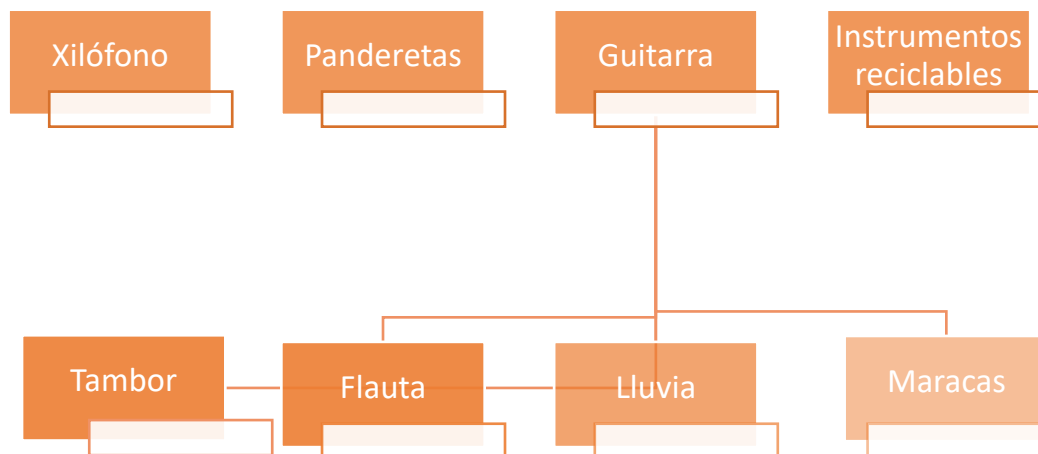 Xilófono
Panderetas
Guitarra
Instrumentos
reciclables
Tambor
Flauta
Lluvia
Maracas